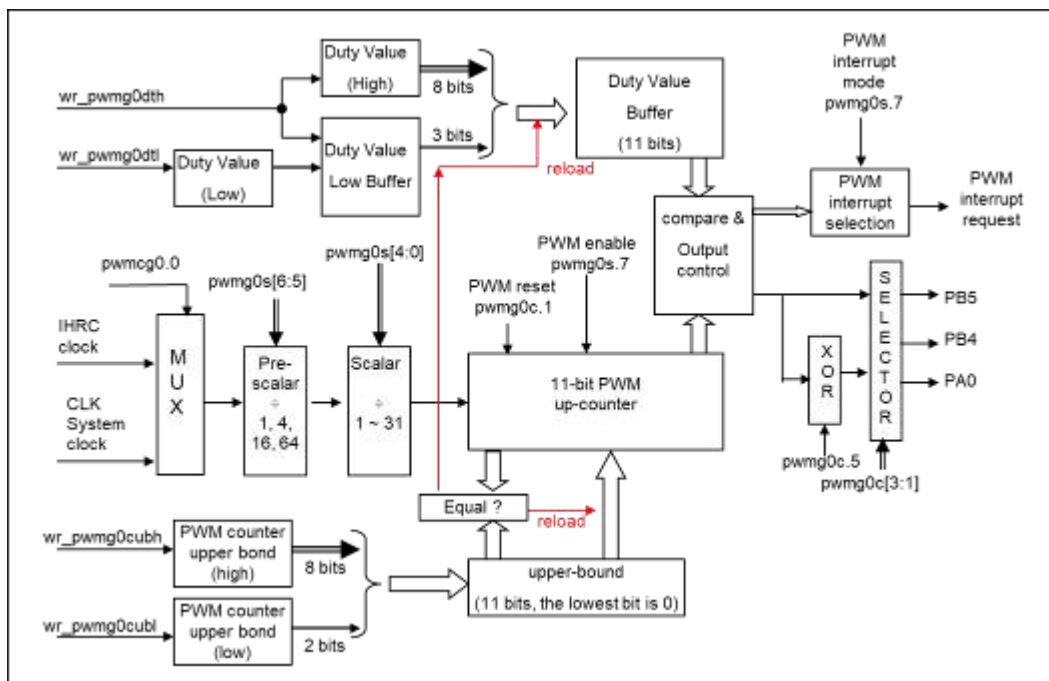 wr_pwmg0dth
wr_pwmg0dtl
Duty Value
(Low)
Duty Value
(High)
Duty Value
Low Buffer
8 bits
3 bits
reload
Duty Value
Buffer
(11 bits)
PWM
interrupt
mode
pwmg0s.7
PWM
interrupt
selection
PWM
interrupt
request
compare &
Output
control
pwmcg0.0
pwmg0s[6:5]
pwmg0s[4:0]
PWM reset
pwmg0c.1
PWM enable
pwmg0s.7
IHRC
clock
CLK
System
clock
M
U
X
Pre-
scalar
÷
1, 4,
16, 64
Scalar
÷
1 ~ 31
11-bit PWM
up-counter
X
O
R
S
E
L
E
C
T
O
R
PB5
PB4
PA0
pwmg0c.5
pwmg0c[3:1]
Equal ?
reload
wr_pwmg0cubh
PWM counter
upper bond
(high)
8 bits
wr_pwmg0cubl
PWM counter
upper bond
(low)
2 bits
upper-bound
(11 bits, the lowest bit is 0)